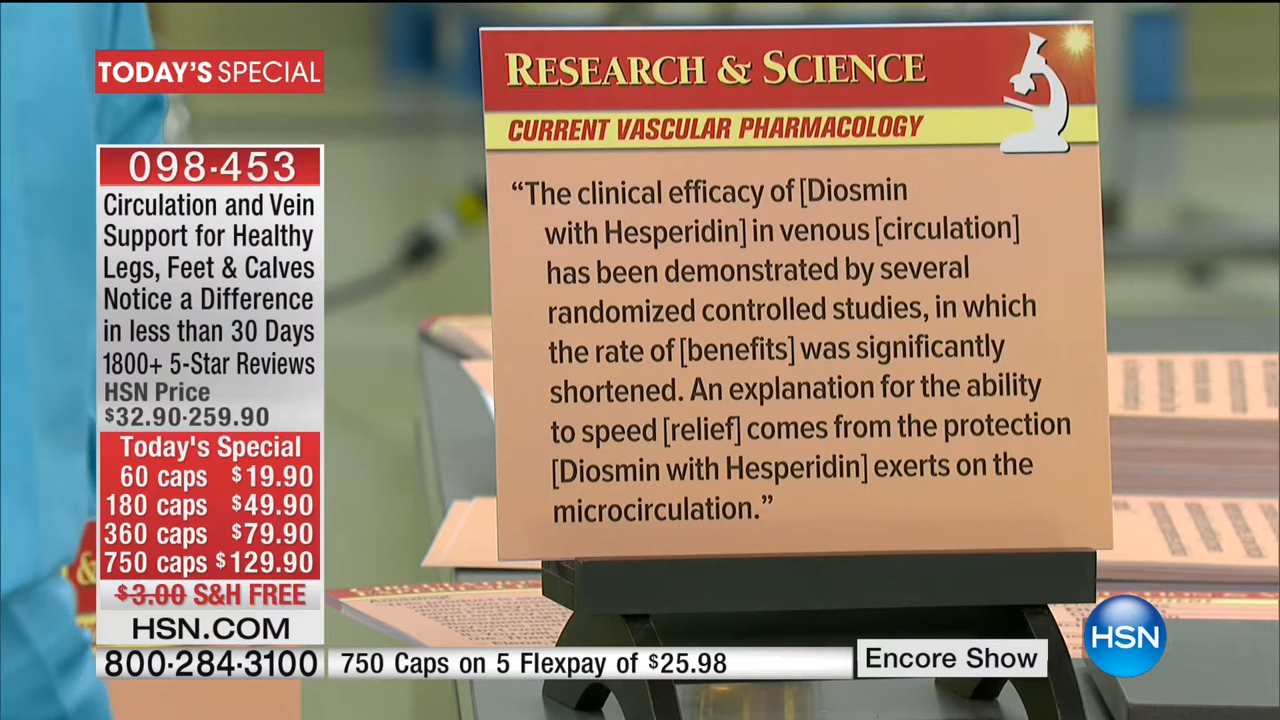 TODAY'S SPECIAL
098-453
Circulation and Vein
Support for Healthy
Legs, Feet & Calves
Notice a Difference
in less than 30 Days
1800+ 5-Star Reviews
HSN Price
$32.90-259.90
Today's Special
60 caps $19.90
180 caps $49.90
360 caps $79.90
750 caps $129.90
$3.00 S&H FREE
HSN.COM
800-284-3100
750 Caps on 5 Flexpay of $25.98
Encore Show
HSN
RESEARCH & SCIENCE
CURRENT VASCULAR PHARMACOLOGY
“The clinical efficacy of [Diosmin
with Hesperidin] in venous [circulation]
has been demonstrated by several
randomized controlled studies, in which
the rate of [benefits] was significantly
shortened. An explanation for the ability
to speed [relief] comes from the protection
[Diosmin with Hesperidin] exerts on the
microcirculation.”